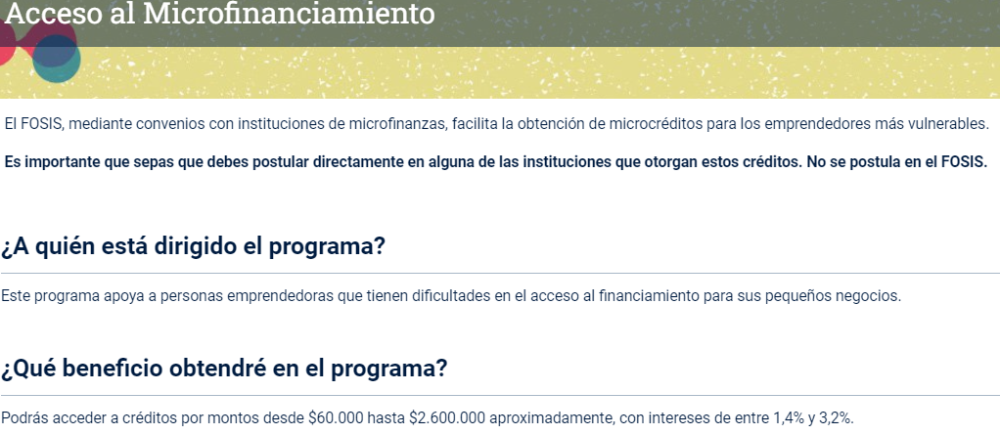 Acceso al Microfinanciamiento
El FOSIS, mediante convenios con instituciones de microfinanzas, facilita la obtención de microcréditos para los emprendedores más vulnerables.
Es importante que sepas que debes postular directamente en alguna de las instituciones que otorgan estos créditos. No se postula en el FOSIS.
¿A quién está dirigido el programa?
Este programa apoya a personas emprendedoras que tienen dificultades en el acceso al financiamiento para sus pequeños negocios.
¿Qué beneficio obtendré en el programa?
Podrás acceder a créditos por montos desde $60.000 hasta $2.600.000 aproximadamente, con intereses de entre 1,4% y 3,2%.